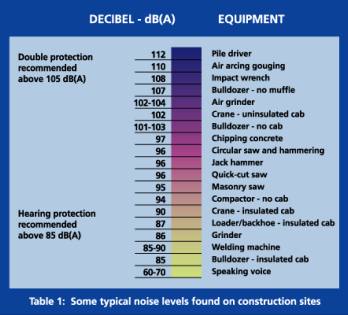 DECIBEL - dB(A) EQUIPMENT
Double protection
recommended
above 105 dB(A)
112 Pile driver
110 Air arcing gouging
108 Impact wrench
107 Bulldozer - no muffle
102-104 Air grinder
102 Crane - uninsulated cab
101-103 Bulldozer - no cab
97 Chipping concrete
96 Circular saw and hammering
96 Jack hammer
96 Quick-cut saw
95 Masonry saw
94 Compactor - no cab
90 Crane - insulated cab
87 Loader/backhoe - insulated cab
86 Grinder
85-90 Welding machine
85 Bulldozer - insulated cab
60-70 Speaking voice
Hearing protection
recommended
above 85 dB(A)
Table 1: Some typical noise levels found on construction sites